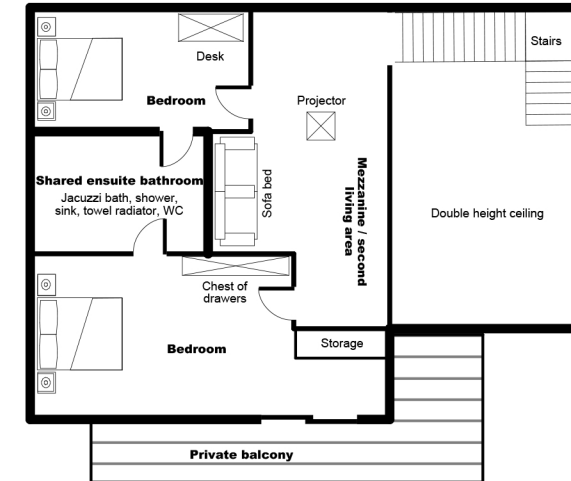 Stairs
Desk
Bedroom
Projector
Shared ensuite bathroom
Jacuzzi bath, shower,
sink, towel radiator, WC
Sofa bed
Mezzanine / second
living area
Double height ceiling
Chest of
drawers
Bedroom
Storage
Private balcony